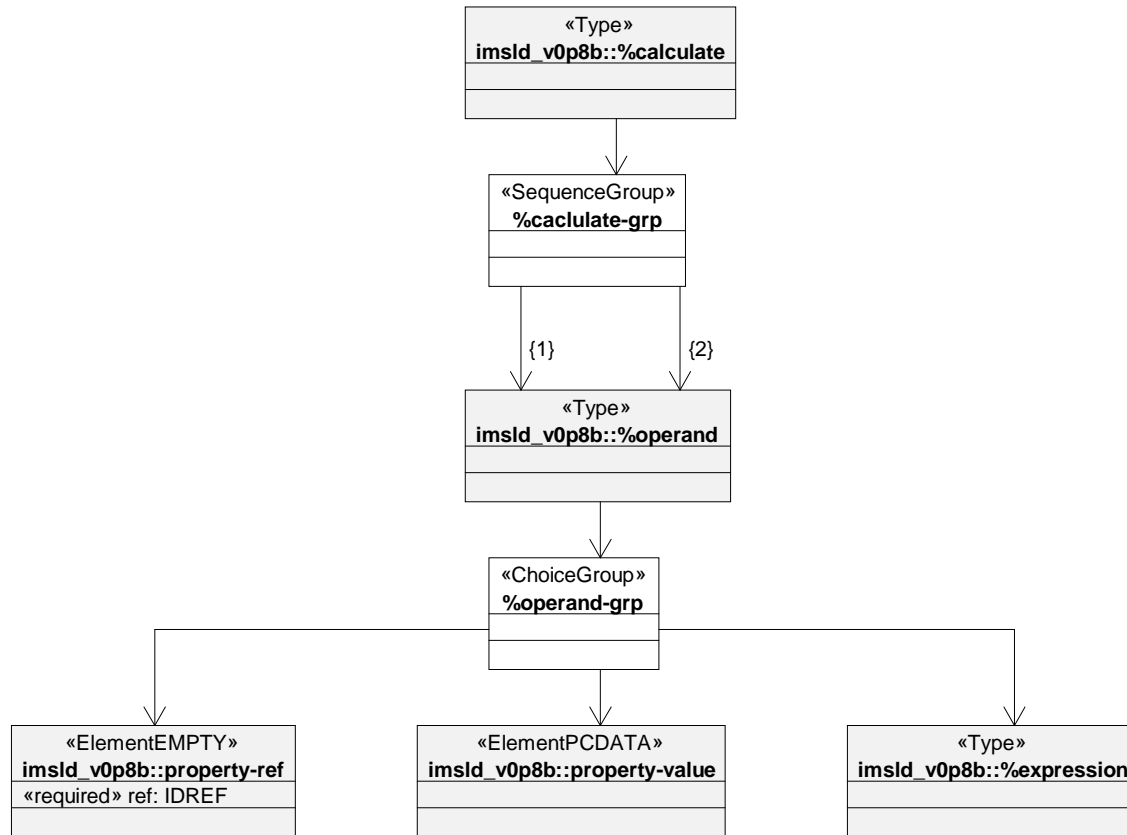 «Type»
imsld_v0p8b::%calculate
«SequenceGroup»
%caclulate-grp
{1}
{2}
«Type»
imsld_v0p8b::%operand
«ChoiceGroup»
%operand-grp
«ElementEMPTY»
imsld_v0p8b::property-ref
«required» ref: IDREF
«ElementPCDATA»
imsld_v0p8b::property-value
«Type»
imsld_v0p8b::%expression